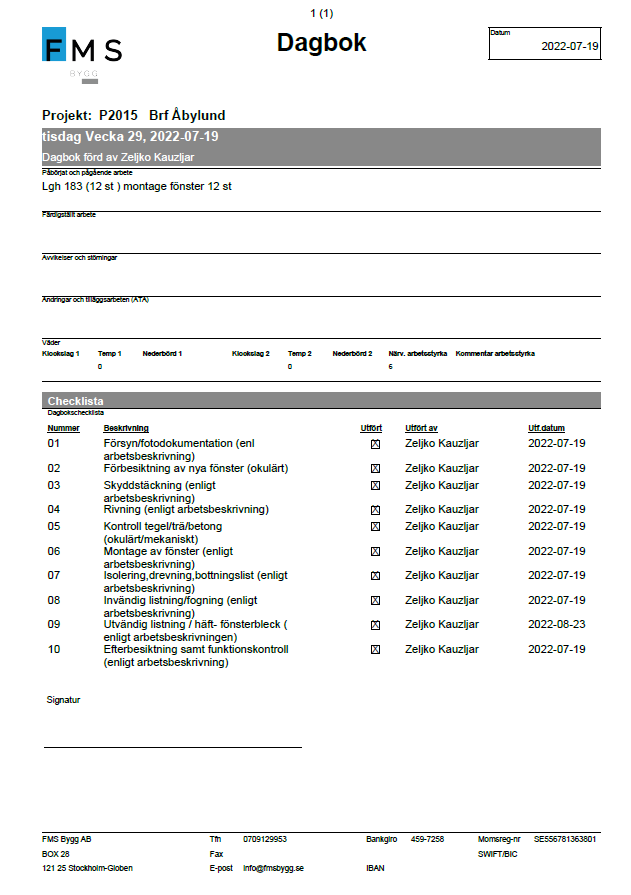 1 (1)
FMS
BYGG
Dagbok
Datum
2022-07-19
Projekt: P2015 Brf Åbylund
tisdag Vecka 29, 2022-07-19
Dagbok förd av Zeljko Kauzljar
Påbörjat och pågående arbete
Lgh 183 (12 st ) montage fönster 12 st
Färdigställt arbete
Avvikelser och störningar
Ändringar och tilläggsarbeten (ÄTA)
Väder
Klockslag 1 Temp 1 Nederbörd 1 Klockslag 2 Temp 2 Nederbörd 2 Närv. arbetsstyrka Kommentar arbetsstyrka
0 0 6
Checklista
Dagbokschecklista
Nummer Beskrivning Utfört Utfört av Utf.datum
01 Försyn/fotodokumentation (enl X Zeljko Kauzljar 2022-07-19
arbetsbeskrivning)
02 Förbesiktning av nya fönster (okulärt) X Zeljko Kauzljar 2022-07-19
03 Skyddstäckning (enligt X Zeljko Kauzljar 2022-07-19
arbetsbeskrivning)
04 Rivning (enligt arbetsbeskrivning) X Zeljko Kauzljar 2022-07-19
05 Kontroll tegel/trä/betong X Zeljko Kauzljar 2022-07-19
(okulärt/mekaniskt)
06 Montage av fönster (enligt X Zeljko Kauzljar 2022-07-19
arbetsbeskrivning)
07 Isolering,drevning,bottningslist (enligt X Zeljko Kauzljar 2022-07-19
arbetsbeskrivning)
08 Invändig listning/fogning (enligt X Zeljko Kauzljar 2022-07-19
arbetsbeskrivning)
09 Utvändig listning / häft- fönsterbleck ( X Zeljko Kauzljar 2022-08-23
enligt arbetsbeskrivningen)
10 Efterbesiktning samt funktionskontroll X Zeljko Kauzljar 2022-07-19
(enligt arbetsbeskrivning)
Signatur
FMS Bygg AB Tfn 0709129953 Bankgiro 459-7258 Momsreg-nr SE556781363801
BOX 28 Fax SWIFT/BIC
121 25 Stockholm-Globen E-post info@fmsbygg.se IBAN